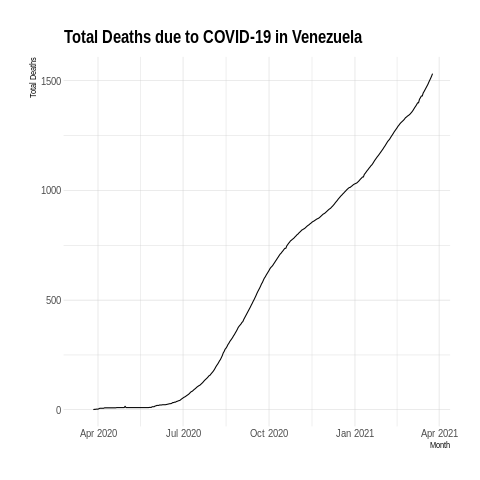 Total Deaths due to COVID-19 in Venezuela
Total Deaths
1500
1000
500
0
Apr 2020 Jul 2020 Oct 2020 Jan 2021 Apr 2021
Month